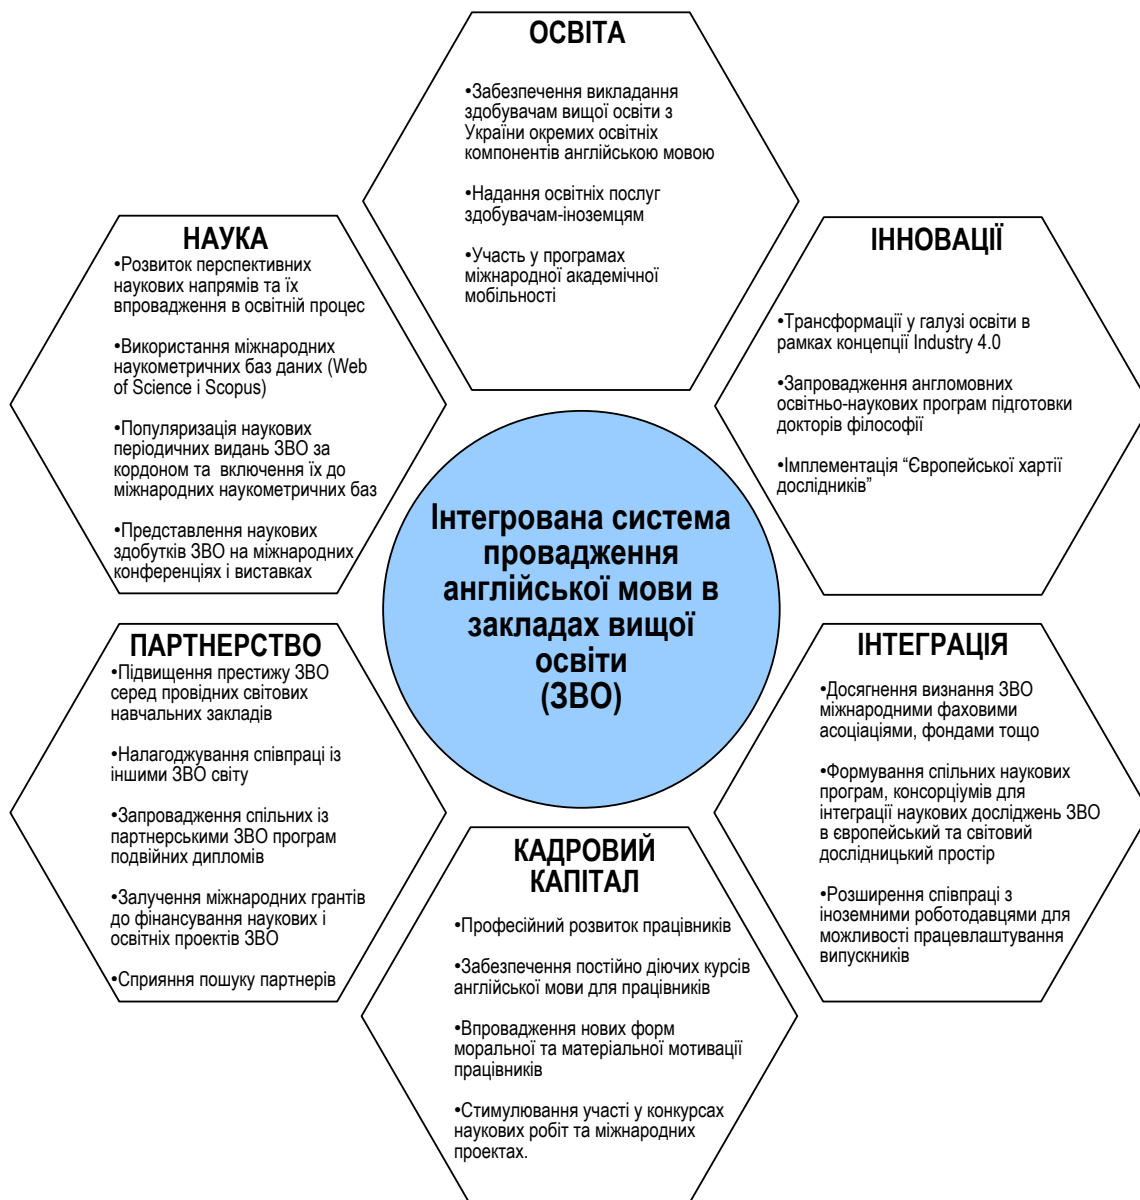 ОСВІТА
•Забезпечення викладання
здобувачам вищої освіти з
України окремих освітніх
компонентів англійською мовою
•Надання освітніх послуг
здобувачам-іноземцям
•Участь у програмах
міжнародної академічної
мобільності
НАУКА
•Розвиток перспективних
наукових напрямів та їх
впровадження в освітній процес
•Використання міжнародних
наукометричних баз даних (Web
of Science і Scopus)
•Популяризація наукових
періодичних видань ЗВО за
кордоном та включення їх до
міжнародних наукометричних баз
•Представлення наукових
здобутків ЗВО на міжнародних
конференціях і виставках
ІННОВАЦІЇ
•Трансформації у галузі освіти в
рамках концепції Industry 4.0
•Запровадження англомовних
освітньо-наукових програм підготовки
докторів філософії
•Імплементація “Європейської хартії
дослідників”
Інтегрована система
провадження
англійської мови в
закладах вищої
освіти
(ЗВО)
ПАРТНЕРСТВО
•Підвищення престижу ЗВО
серед провідних світових
навчальних закладів
•Налагоджування співпраці із
іншими ЗВО світу
•Запровадження спільних із
партнерськими ЗВО програм
подвійних дипломів
•Залучення міжнародних грантів
до фінансування наукових і
освітніх проектів ЗВО
•Сприяння пошуку партнерів
ІНТЕГРАЦІЯ
•Досягнення визнання ЗВО
міжнародними фаховими
асоціаціями, фондами тощо
•Формування спільних наукових
програм, консорціумів для
інтеграції наукових досліджень ЗВО
в європейський та світовий
дослідницький простір
•Розширення співпраці з
іноземними роботодавцями для
можливості працевлаштування
випускників
КАДРОВИЙ
КАПІТАЛ
•Професійний розвиток працівників
•Забезпечення постійно діючих курсів
англійської мови для працівників
•Впровадження нових форм
моральної та матеріальної мотивації
працівників
•Стимулювання участі у конкурсах
наукових робіт та міжнародних
проектах.